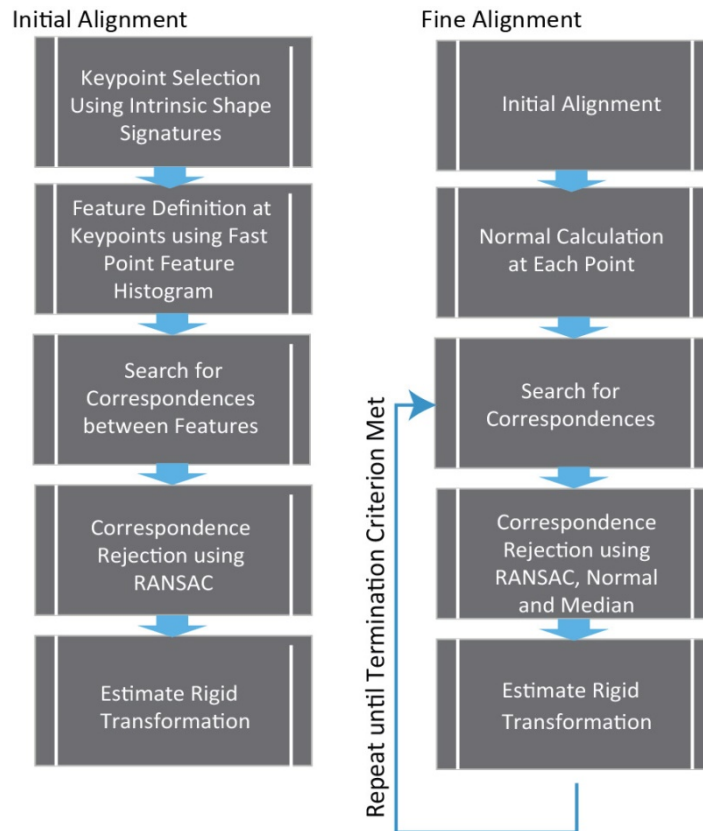 Initial Alignment
Keypoint Selection
Using Intrinsic Shape
Signatures
Feature Definition at
Keypoints using Fast
Point Feature
Histogram
Search for
Correspondences
between Features
Correspondence
Rejection using
RANSAC
Estimate Rigid
Transformation
Fine Alignment
Initial Alignment
Normal Calculation
at Each Point
Search for
Correspondences
Correspondence
Rejection using
RANSAC, Normal
and Median
Estimate Rigid
Transformation
Repeat until Termination Criterion Met